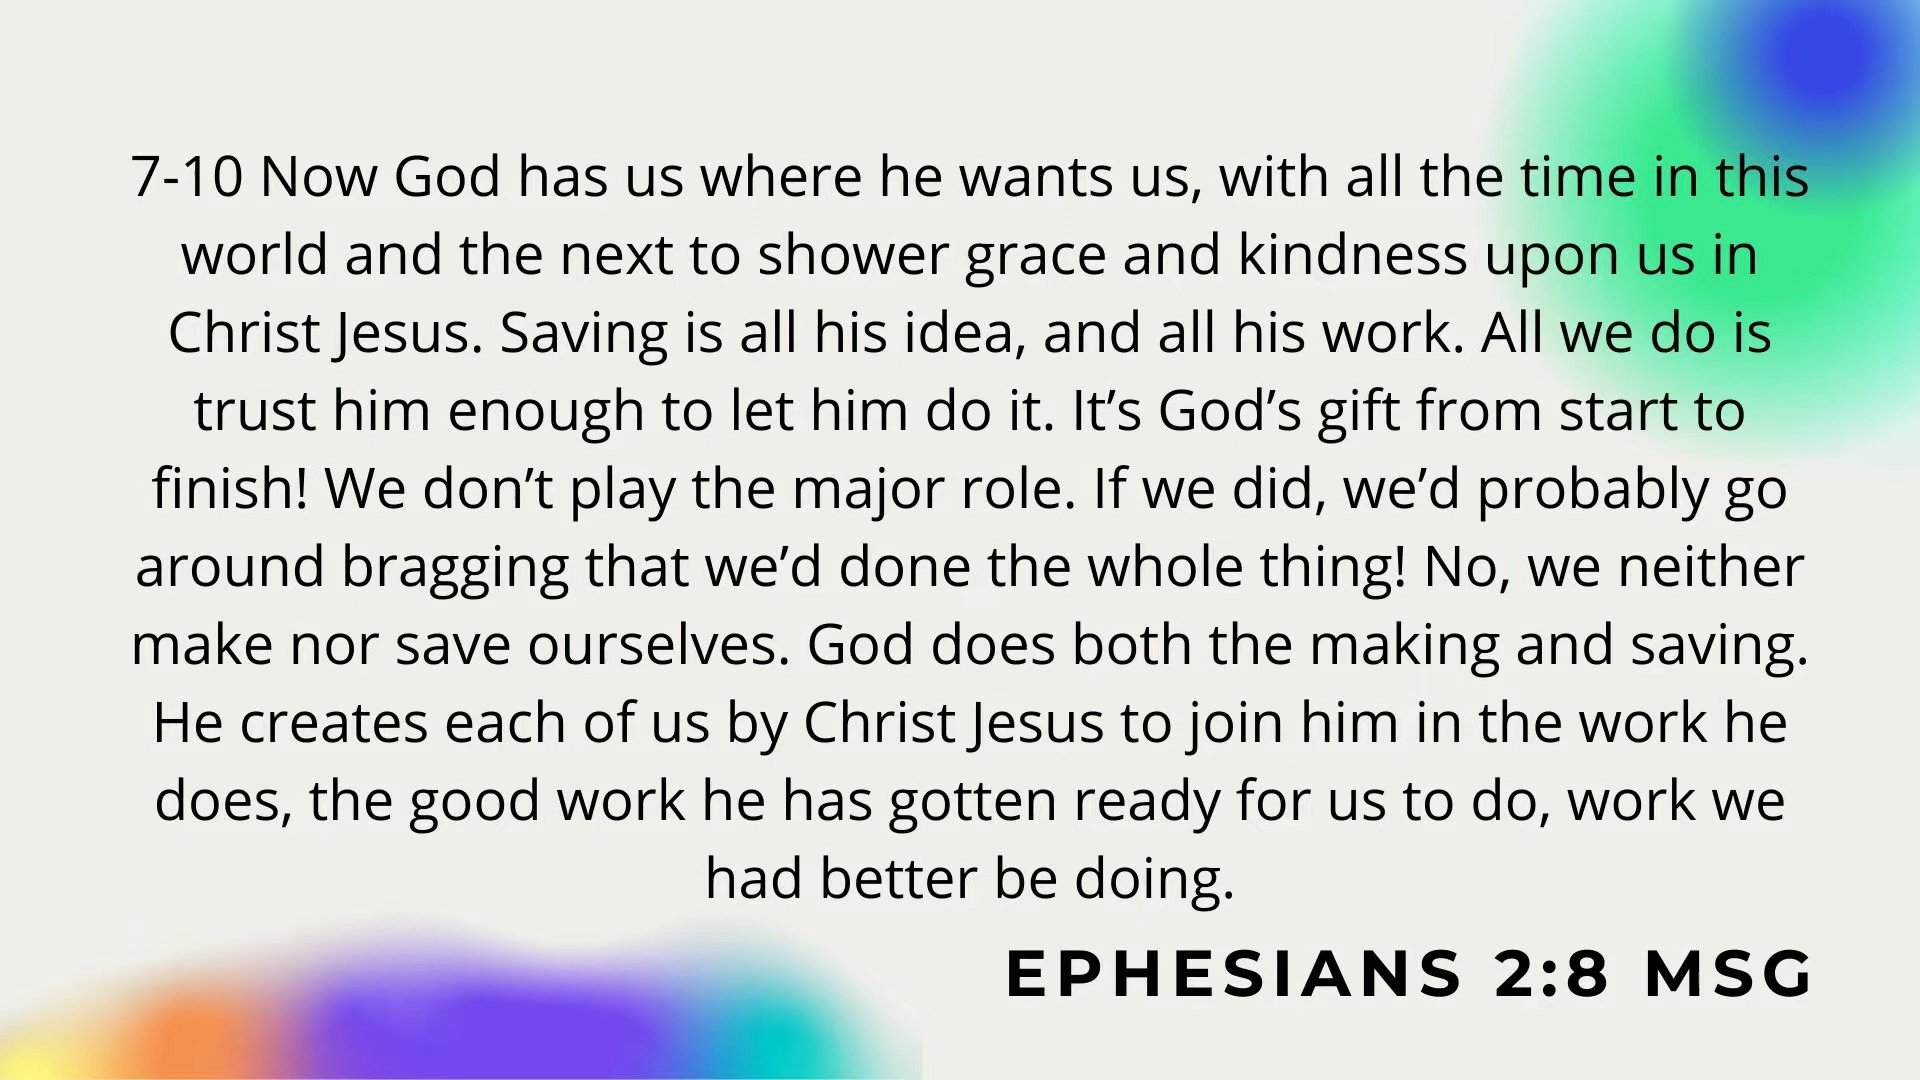 7-10 Now God has us where he wants us, with all the time in this
world and the next to shower grace and kindness upon us in
Christ Jesus. Saving is all his idea, and all his work. All we do is
trust him enough to let him do it. It’s God’s gift from start to
finish! We don’t play the major role. If we did, we’d probably go
around bragging that we’d done the whole thing! No, we neither
make nor save ourselves. God does both the making and saving.
He creates each of us by Christ Jesus to join him in the work he
does, the good work he has gotten ready for us to do, work we
had better be doing.
EPHESIANS 2:8 MSG